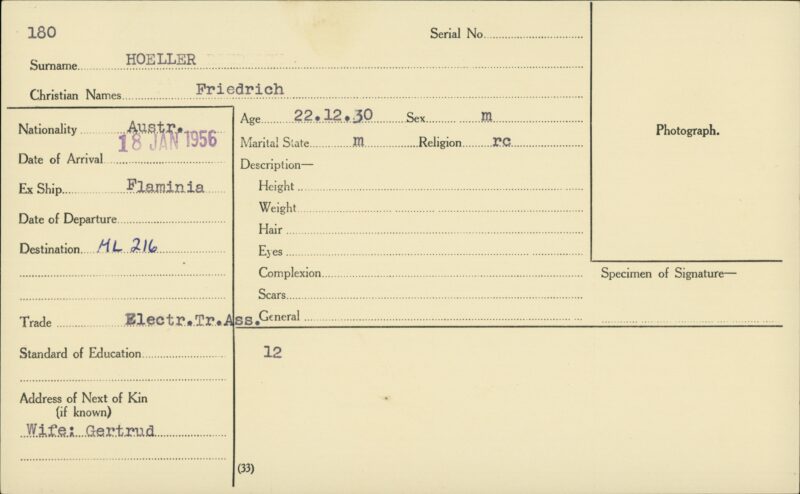 180
Serial No.
Surname HOELLER
Christian Names Friedrich
Nationality Austr.
Date of Arrival 18 JAN 1956
Ex Ship Flaminia
Date of Departure
Destination HL 216
Trade Electr.Tr.Ass.
Standard of Education
Address of Next of Kin
(if known)
Wife: Gertrud
Age 22.12.30 Sex m
Marital State m Religion rc
Description—
Height
Weight
Hair
Eyes
Complexion
Scars
General
12
(33)
Photograph.
Specimen of Signature—